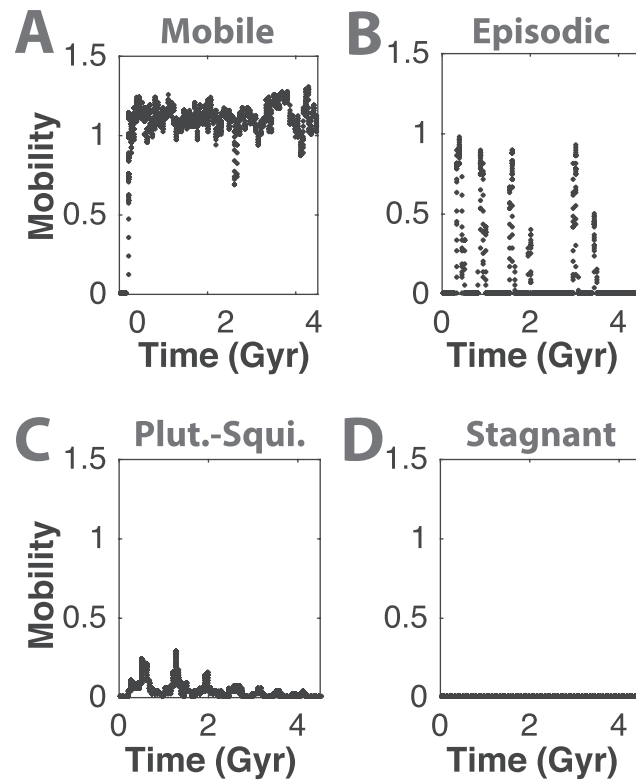 A Mobile
B Episodic
1.5
1
0.5
0
Mobility
0 2 4
Time (Gyr)
1.5
1
0.5
0
0 2 4
Time (Gyr)
C Plut.-Squi.
D Stagnant
1.5
1
0.5
0
Mobility
0 2 4
Time (Gyr)
1.5
1
0.5
0
0 2 4
Time (Gyr)